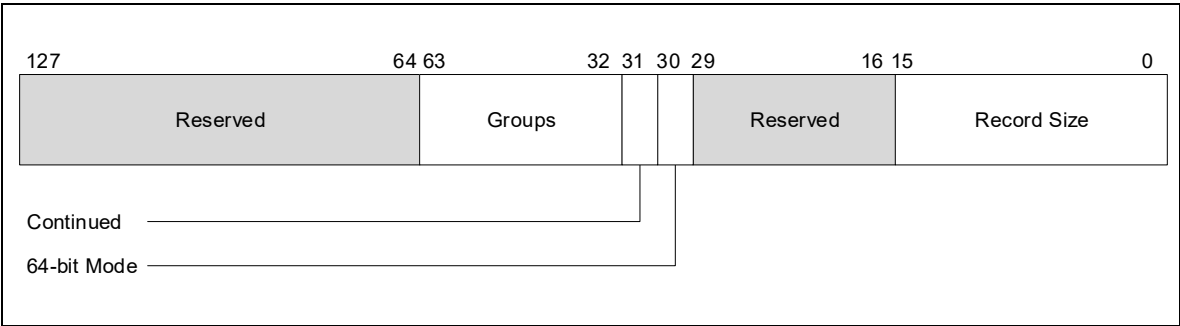 127 64 63 32 31 30 29 16 15 0
Reserved Groups Reserved Record Size
Continued
64-bit Mode